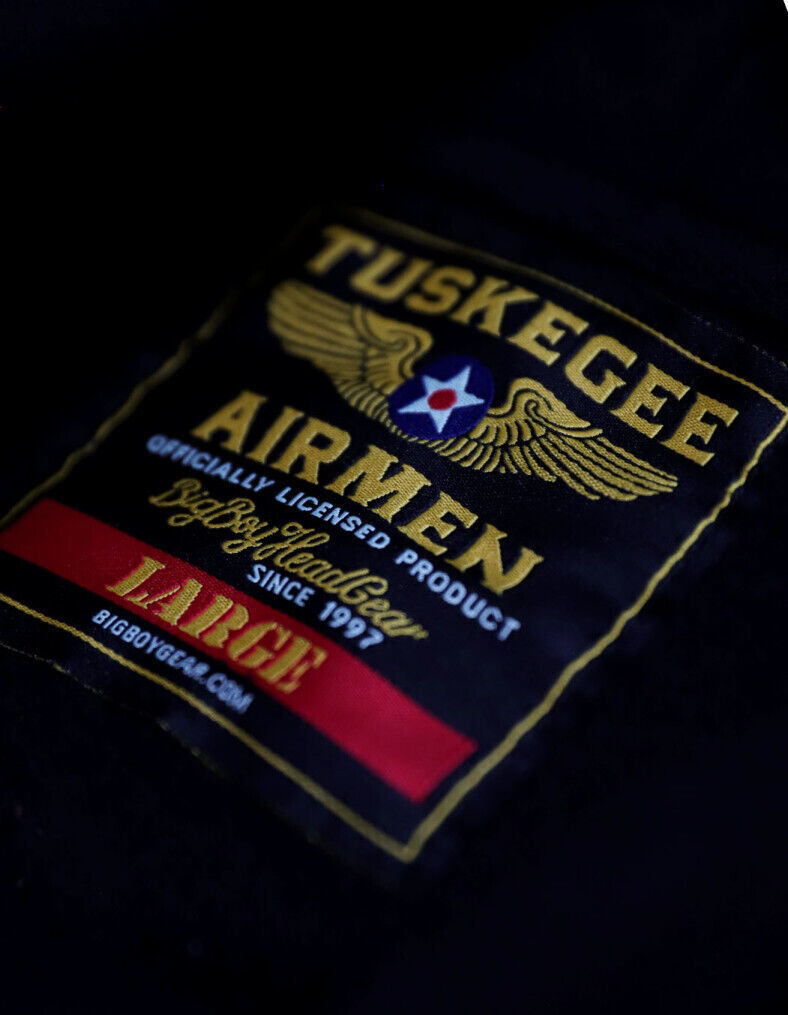 TUSKEGEE
AIRMEN
OFFICIALLY LICENSED PRODUCT
BigBoyHeadGear
SINCE 1997
LARGE
BIGBOYGEAR.COM